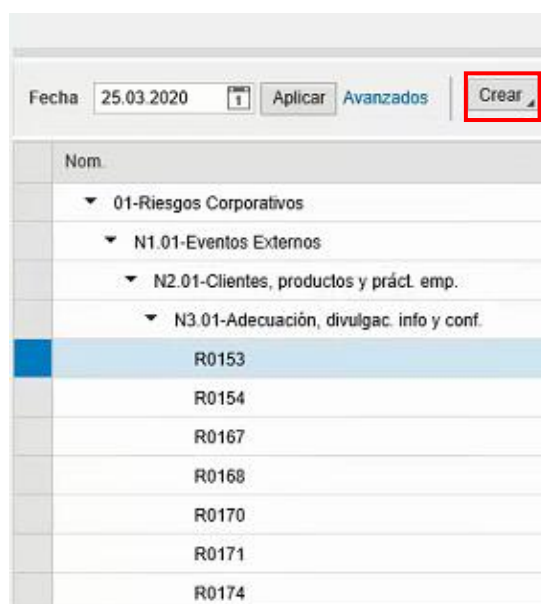 Fecha 25.03.2020 1 Aplicar Avanzados Crear
Nom.
01-Riesgos Corporativos
N1.01-Eventos Externos
N2.01-Clientes, productos y práct. emp.
N3.01-Adecuación, divulgac. info y conf.
R0153
R0154
R0167
R0168
R0170
R0171
R0174